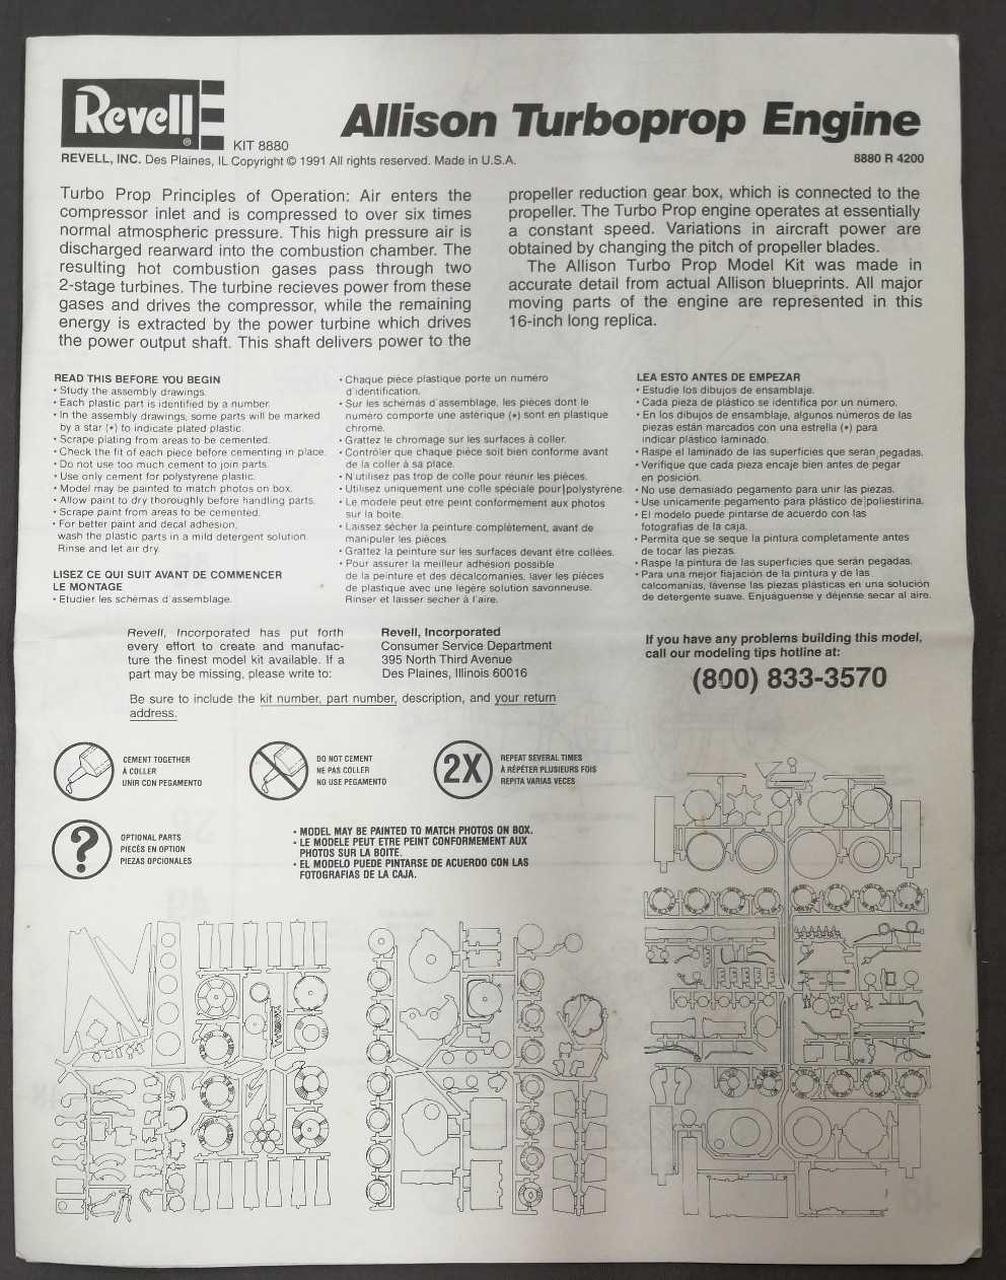 Revell
®
KIT 8880
Allison Turboprop Engine
REVELL, INC. Des Plaines, IL Copyright © 1991 All rights reserved. Made in U.S.A.
8880 R 4200
Turbo Prop Principles of Operation: Air enters the
compressor inlet and is compressed to over six times
normal atmospheric pressure. This high pressure air is
discharged rearward into the combustion chamber. The
resulting hot combustion gases pass through two
2-stage turbines. The turbine recieves power from these
gases and drives the compressor, while the remaining
energy is extracted by the power turbine which drives
the power output shaft. This shaft delivers power to the
propeller reduction gear box, which is connected to the
propeller. The Turbo Prop engine operates at essentially
a constant speed. Variations in aircraft power are
obtained by changing the pitch of propeller blades.
The Allison Turbo Prop Model Kit was made in
accurate detail from actual Allison blueprints. All major
moving parts of the engine are represented in this
16-inch long replica.
READ THIS BEFORE YOU BEGIN
• Study the assembly drawings.
• Each plastic part is identified by a number.
• In the assembly drawings, some parts will be marked
by a star (*) to indicate plated plastic.
• Scrape plating from areas to be cemented.
• Check the fit of each piece before cementing in place.
• Do not use too much cement to join parts.
• Use only cement for polystyrene plastic.
• Model may be painted to match photos on box.
• Allow paint to dry thoroughly before handling parts.
• Scrape paint from areas to be cemented.
• For better paint and decal adhesion,
wash the plastic parts in a mild detergent solution.
Rinse and let air dry.
LISEZ CE QUI SUIT AVANT DE COMMENCER
LE MONTAGE
• Etudier les schémas d'assemblage.
• Chaque pièce plastique porte un numéro
d'identification.
• Sur les schémas d'assemblage, les pièces dont le
numéro comporte une astérique (*) sont en plastique
chromé.
• Grattez le chromage sur les surfaces à coller.
• Contrôler que chaque pièce soit bien conforme avant
de la coller à sa place.
• N'utilisez pas trop de colle pour réunir les pièces.
• Utilisez uniquement une colle spéciale pour polystyrène.
• Le modèle peut etre peint conformement aux photos
sur la boite.
• Laissez sécher la peinture complètement, avant de
manipuler les pièces.
• Grattez la peinture sur les surfaces devant être collées.
• Pour assurer la meilleur adhésion possible
de la peinture et des décalcomanies, laver les pièces
de plastique avec une légère solution savonneuse.
Rinser et laisser sécher à l'aire.
LEA ESTO ANTES DE EMPEZAR
• Estudie los dibujos de ensamblaje.
• Cada pieza de plástico se identifica por un número.
• En los dibujos de ensamblaje, algunos números de las
piezas están marcados con una estrella (*) para
indicar plástico laminado.
• Raspe el laminado de las superficies que serán pegadas.
• Verifique que cada pieza encaje bien antes de pegar
en posición.
• No use demasiado pegamento para unir las piezas.
• Use unicamente pegamento para plástico de poliestirina.
• El modelo puede pintarse de acuerdo con las
fotografias de la caja.
• Permita que se seque la pintura completamente antes
de tocar las piezas.
• Raspe la pintura de las superficies que serán pegadas.
• Para una mejor fiajación de la pintura y de las
calcomanías, lávense las piezas plásticas en una solución
de detergente suave. Enjuáguense y déjense secar al aire.
Revell, Incorporated has put forth
every effort to create and manufac-
ture the finest model kit available. If a
part may be missing, please write to:
Revell, Incorporated
Consumer Service Department
395 North Third Avenue
Des Plaines, Illinois 60016
Be sure to include the kit number, part number, description, and your return
address.
If you have any problems building this model,
call our modeling tips hotline at:
(800) 833-3570
CEMENT TOGETHER
À COLLER
UNIR CON PEGAMENTO
DO NOT CEMENT
NE PAS COLLER
NO USE PEGAMENTO
2X
REPEAT SEVERAL TIMES
À RÉPÉTER PLUSIEURS FOIS
REPITA VARIAS VECES
?
OPTIONAL PARTS
PIECÉS EN OPTION
PIEZAS OPCIONALES
• MODEL MAY BE PAINTED TO MATCH PHOTOS ON BOX.
• LE MODELE PEUT ETRE PEINT CONFORMEMENT AUX
PHOTOS SUR LA BOITE.
• EL MODELO PUEDE PINTARSE DE ACUERDO CON LAS
FOTOGRAFIAS DE LA CAJA.